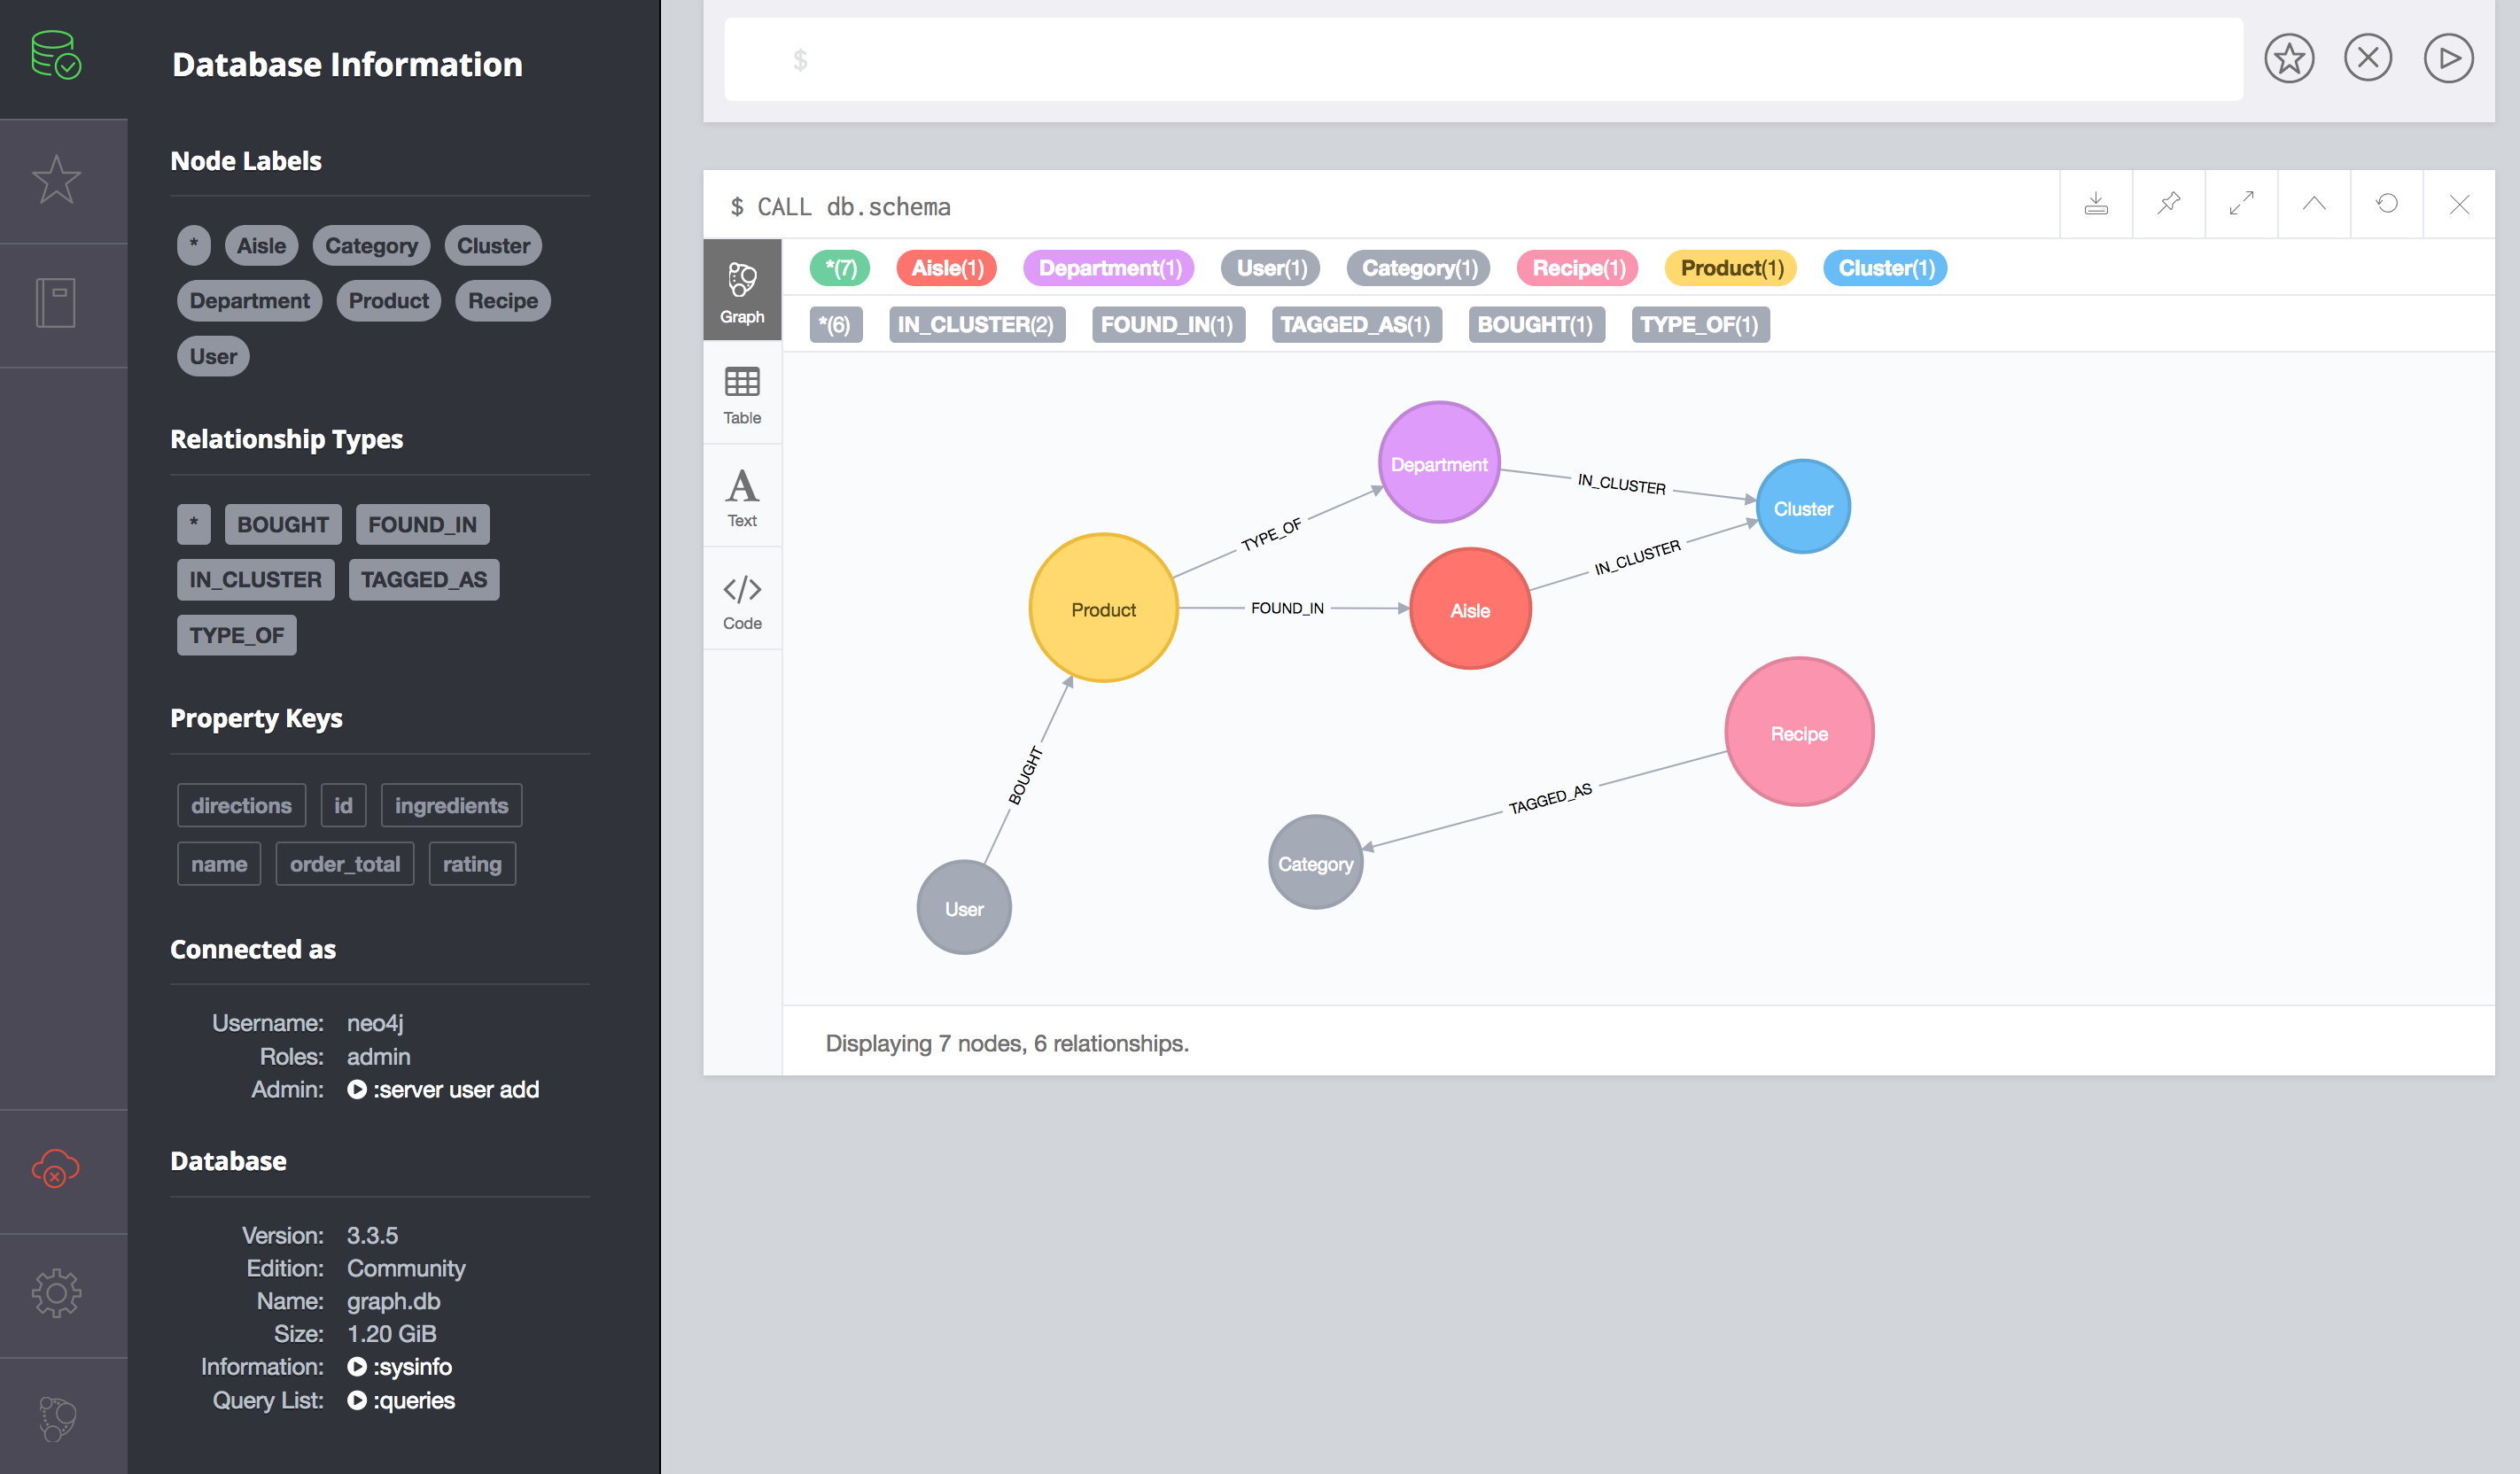 Database Information
Node Labels
* Aisle Category Cluster
Department Product Recipe
User
Relationship Types
* BOUGHT FOUND_IN
IN_CLUSTER TAGGED_AS
TYPE_OF
Property Keys
directions id ingredients
name order_total rating
Connected as
Username: neo4j
Roles: admin
Admin: :server user add
Database
Version: 3.3.5
Edition: Community
Name: graph.db
Size: 1.20 GiB
Information: :sysinfo
Query List: :queries
$
$ CALL db.schema
Graph
Table
Text
Code
*(7) Aisle(1) Department(1) User(1) Category(1) Recipe(1) Product(1) Cluster(1)
*(6) IN_CLUSTER(2) FOUND_IN(1) TAGGED_AS(1) BOUGHT(1) TYPE_OF(1)
Department
IN_CLUSTER
Cluster
TYPE_OF
IN_CLUSTER
Product
FOUND_IN
Aisle
Recipe
BOUGHT
TAGGED_AS
Category
User
Displaying 7 nodes, 6 relationships.